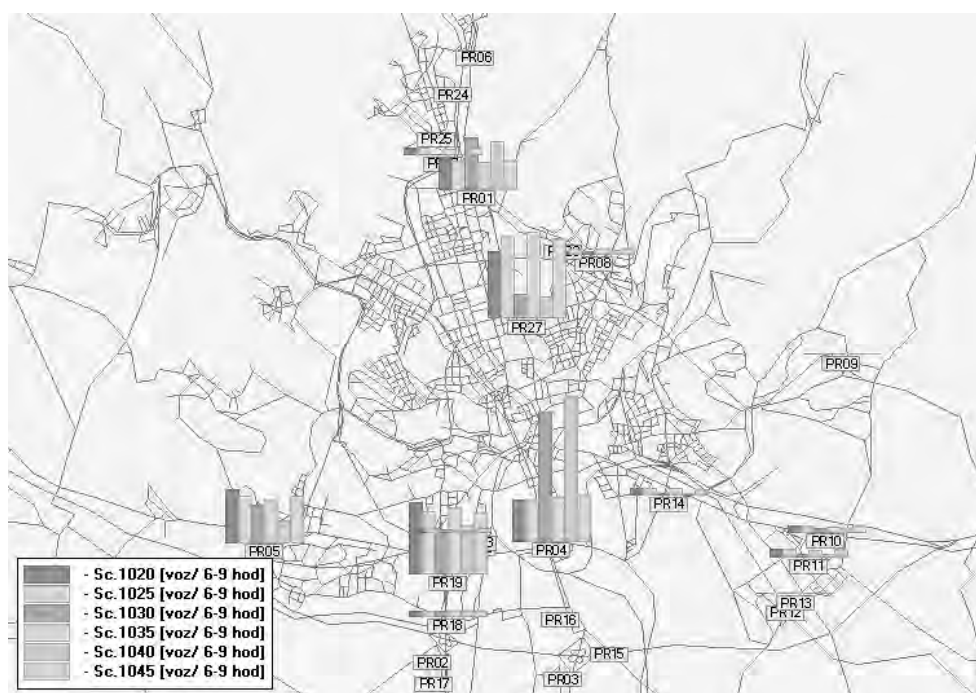 PR06
PR24
PR25
PR01
PR08
PR27
PR09
PR14
PR10
PR05
PR04
PR11
PR19
PR13
PR12
PR18
PR16
PR15
PR02
PR03
PR17
- Sc.1020 [voz/ 6-9 hod]
- Sc.1025 [voz/ 6-9 hod]
- Sc.1030 [voz/ 6-9 hod]
- Sc.1035 [voz/ 6-9 hod]
- Sc.1040 [voz/ 6-9 hod]
- Sc.1045 [voz/ 6-9 hod]